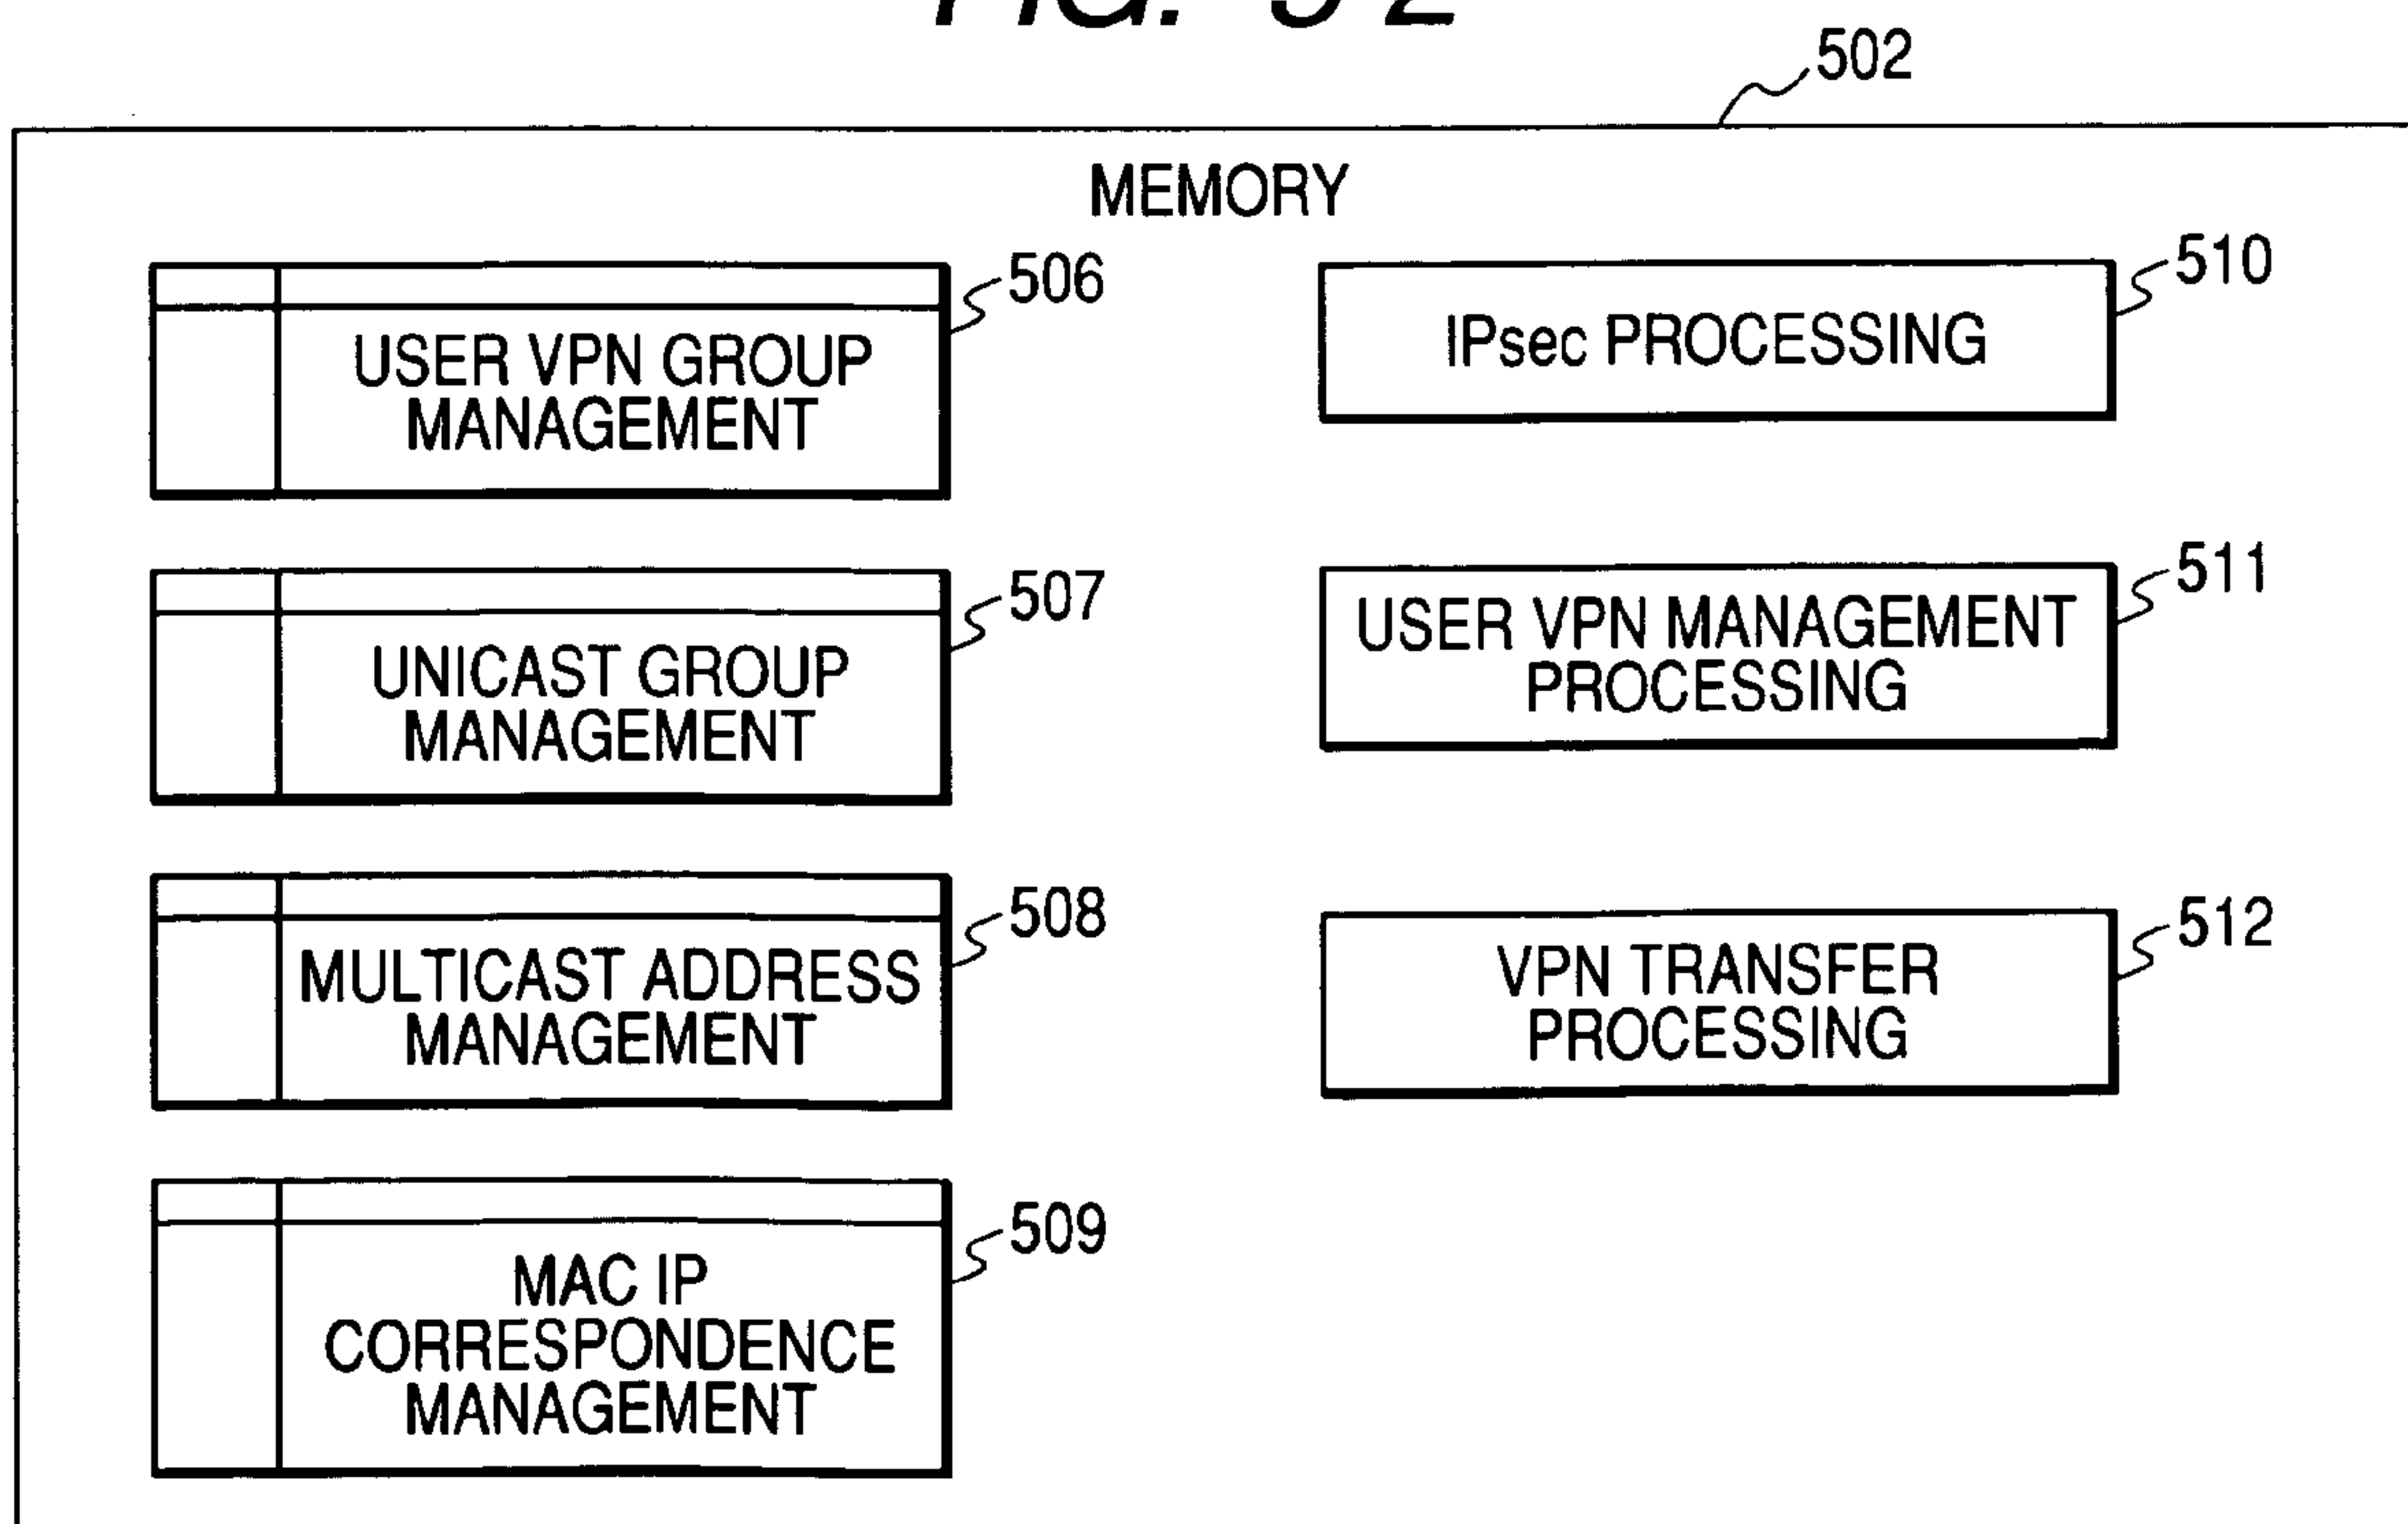 502
MEMORY
506
USER VPN GROUP
MANAGEMENT
507
UNICAST GROUP
MANAGEMENT
508
MULTICAST ADDRESS
MANAGEMENT
509
MAC IP
CORRESPONDENCE
MANAGEMENT
510
IPsec PROCESSING
511
USER VPN MANAGEMENT
PROCESSING
512
VPN TRANSFER
PROCESSING